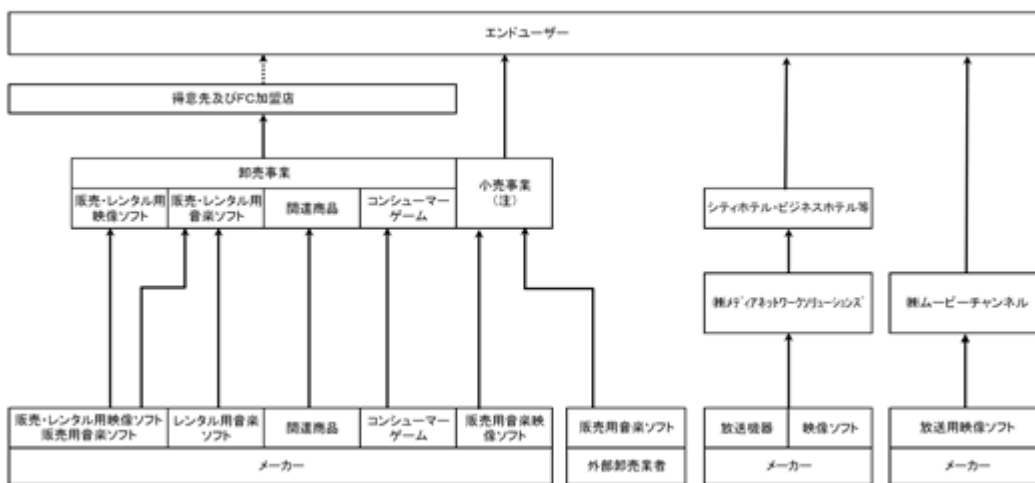 エンドユーザー
得意先及びFC加盟店
卸売事業
小売事業
(注)
販売・レンタル用
映像ソフト
販売・レンタル用
音楽ソフト
関連商品
コンシューマー
ゲーム
シティホテル・ビジネスホテル等
㈱メディアネットワークソリューションズ
㈱ムービーチャンネル
販売・レンタル用映像ソフト
販売用音楽ソフト
レンタル用音楽
ソフト
関連商品
コンシューマー
ゲーム
販売用音楽映
像ソフト
メーカー
販売用音楽ソフト
外部卸売業者
放送機器
映像ソフト
メーカー
放送用映像ソフト
メーカー